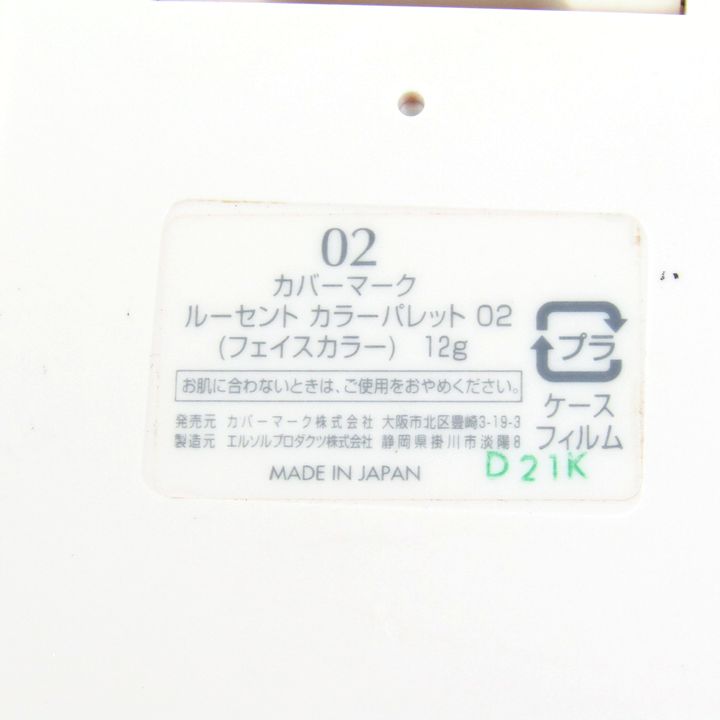 02
カバーマーク
ルーセント カラーパレット 02
(フェイスカラー) 12g
お肌に合わないときは、ご使用をおやめください。
発売元 カバーマーク株式会社 大阪市北区豊崎3-19-3
製造元 エルソルプロダクツ株式会社 静岡県掛川市淡陽8
MADE IN JAPAN
プラ
ケース
フィルム
D21K